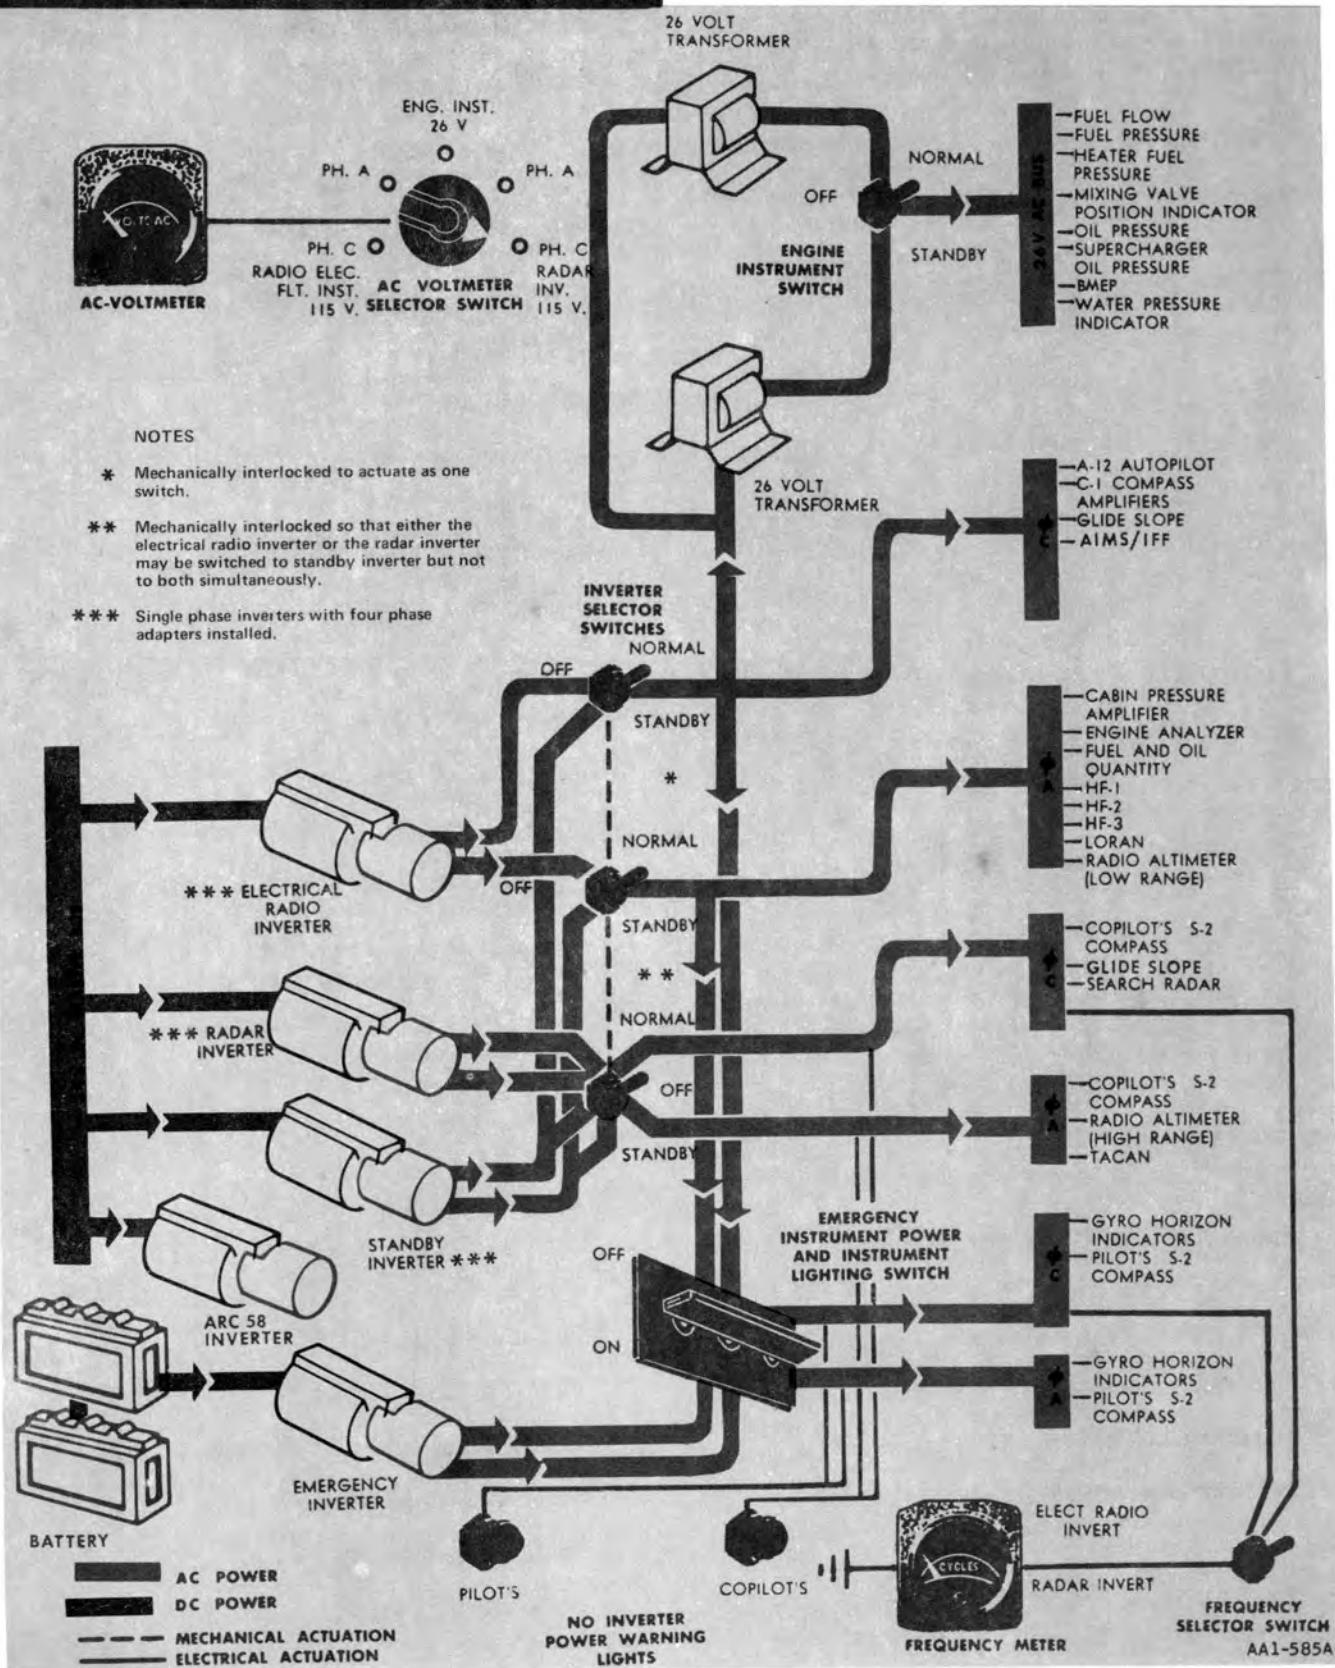 26 VOLT
TRANSFORMER
ENG. INST.
26 V
PH. A
PH. A
PH. C
RADIO ELEC.
FLT. INST.
115 V.
PH. C
RADAR
INV.
115 V.
VOLTS AC
AC-VOLTMETER
AC VOLTMETER
SELECTOR SWITCH
OFF
NORMAL
STANDBY
ENGINE
INSTRUMENT
SWITCH
26V AC BUS
FUEL FLOW
FUEL PRESSURE
HEATER FUEL
PRESSURE
MIXING VALVE
POSITION INDICATOR
OIL PRESSURE
SUPERCHARGER
OIL PRESSURE
BMEP
WATER PRESSURE
INDICATOR
26 VOLT
TRANSFORMER
NOTES
* Mechanically interlocked to actuate as one
switch.
** Mechanically interlocked so that either the
electrical radio inverter or the radar inverter
may be switched to standby inverter but not
to both simultaneously.
*** Single phase inverters with four phase
adapters installed.
ϕC
A-12 AUTOPILOT
C-1 COMPASS
AMPLIFIERS
GLIDE SLOPE
AIMS/IFF
INVERTER
SELECTOR
SWITCHES
NORMAL
OFF
STANDBY
*
ϕA
CABIN PRESSURE
AMPLIFIER
ENGINE ANALYZER
FUEL AND OIL
QUANTITY
HF-1
HF-2
HF-3
LORAN
RADIO ALTIMETER
(LOW RANGE)
NORMAL
OFF
STANDBY
*** ELECTRICAL
RADIO
INVERTER
**
ϕC
COPILOT'S S-2
COMPASS
GLIDE SLOPE
SEARCH RADAR
NORMAL
OFF
STANDBY
*** RADAR
INVERTER
ϕA
COPILOT'S S-2
COMPASS
RADIO ALTIMETER
(HIGH RANGE)
TACAN
STANDBY
INVERTER ***
EMERGENCY
INSTRUMENT POWER
AND INSTRUMENT
LIGHTING SWITCH
OFF
ON
ϕC
GYRO HORIZON
INDICATORS
PILOT'S S-2
COMPASS
ARC 58
INVERTER
ϕA
GYRO HORIZON
INDICATORS
PILOT'S S-2
COMPASS
EMERGENCY
INVERTER
BATTERY
AC POWER
DC POWER
MECHANICAL ACTUATION
ELECTRICAL ACTUATION
PILOT'S
COPILOT'S
NO INVERTER
POWER WARNING
LIGHTS
CYCLES
FREQUENCY METER
ELECT RADIO
INVERT
RADAR INVERT
FREQUENCY
SELECTOR SWITCH
AA1-585A